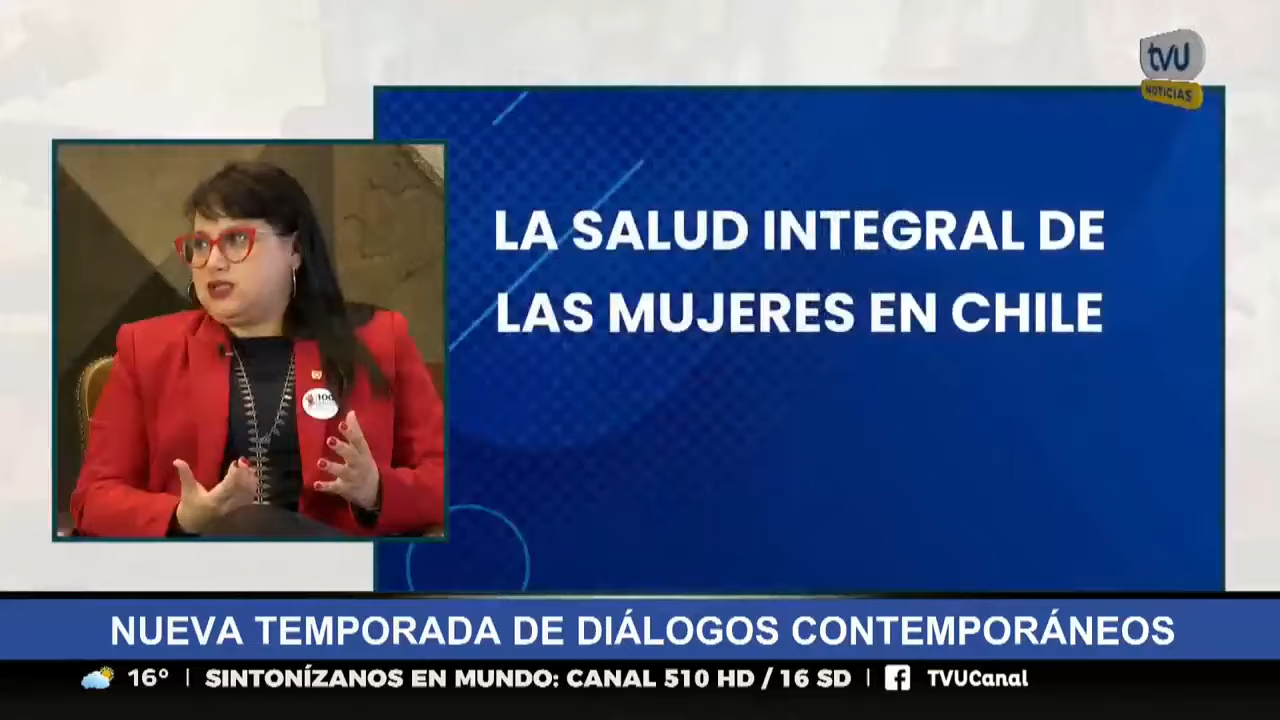 tvU
NOTICIAS
LA SALUD INTEGRAL DE
LAS MUJERES EN CHILE
100
NUEVA TEMPORADA DE DIÁLOGOS CONTEMPORÁNEOS
16° | SINTONÍZANOS EN MUNDO: CANAL 510 HD / 16 SD | TVUCanal